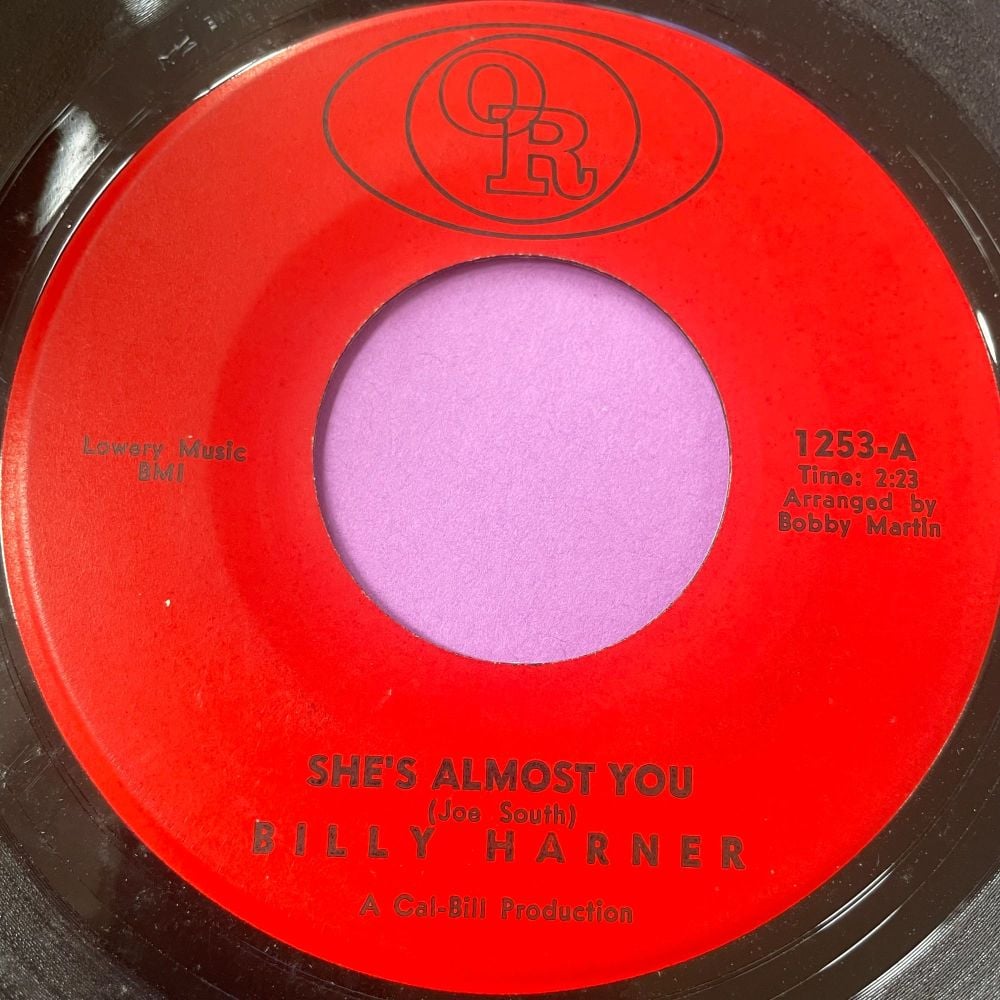 OR
Lowery Music
BMI
1253-A
Time: 2:23
Arranged by
Bobby Martin
SHE'S ALMOST YOU
(Joe South)
BILLY HARNER
A Cal-Bill Production